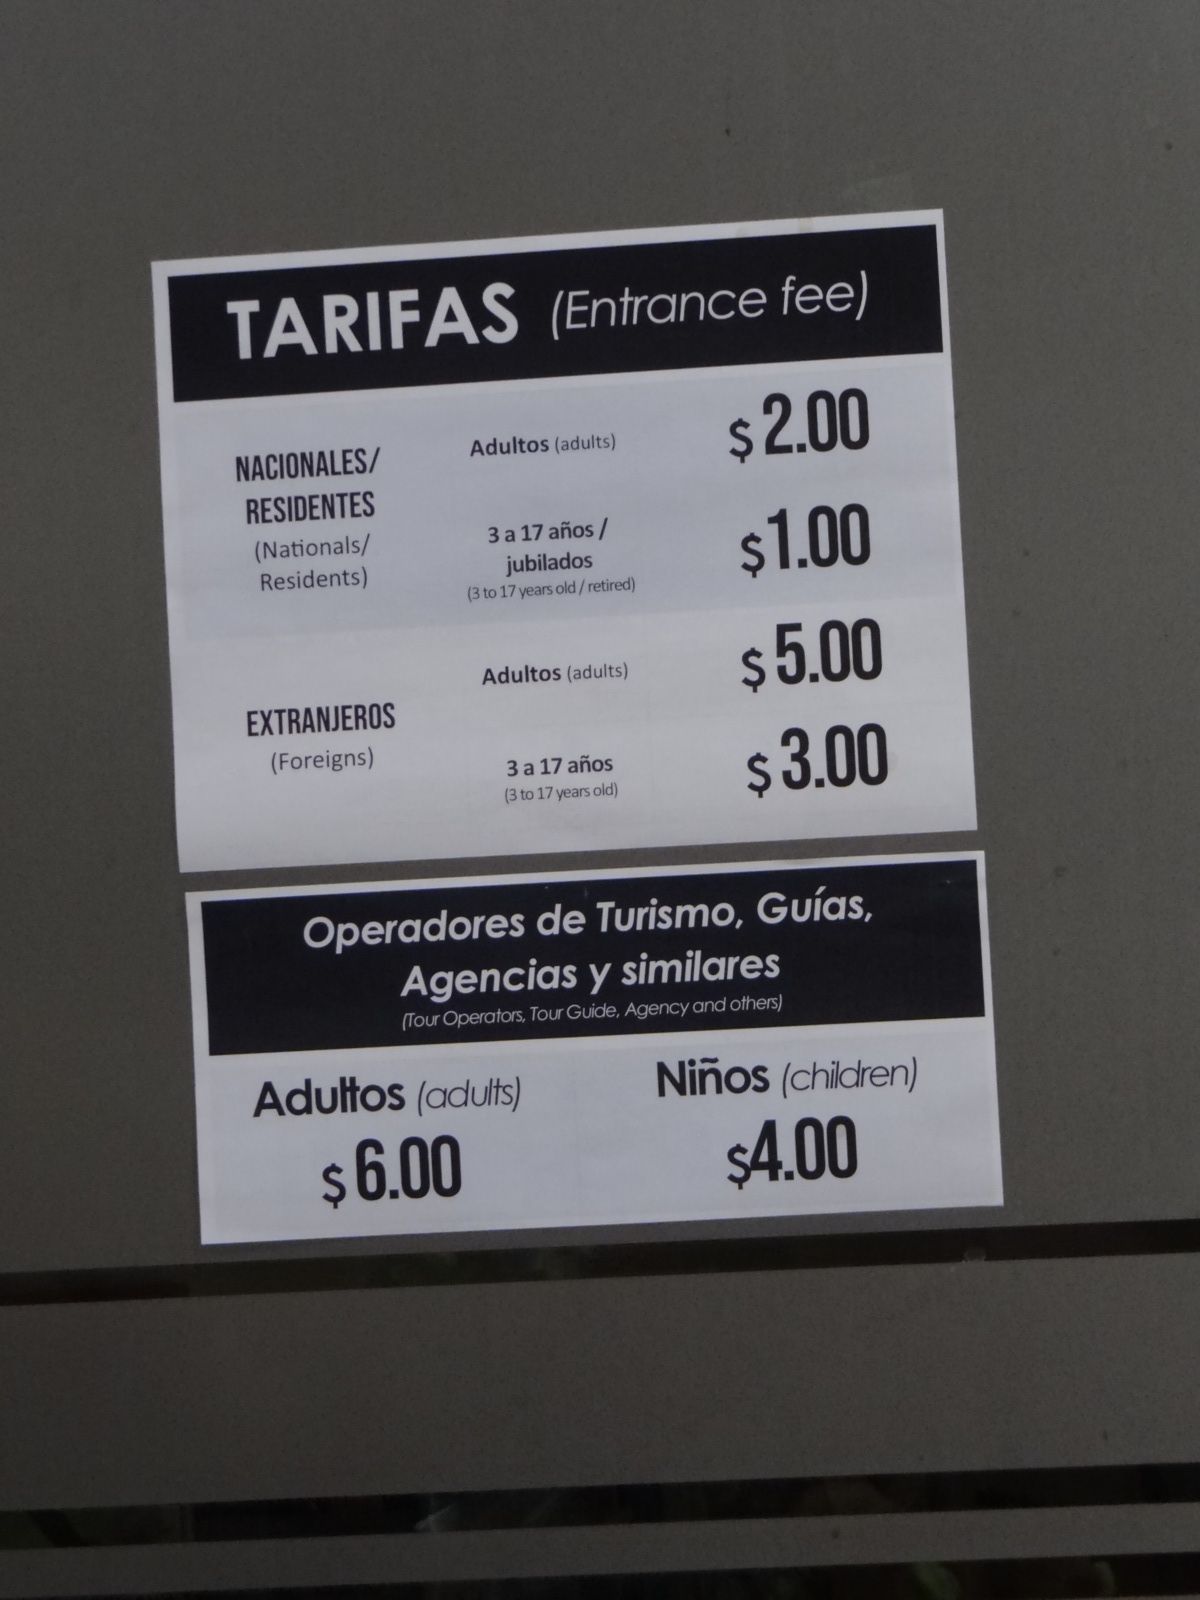 TARIFAS (Entrance fee)
NACIONALES/
RESIDENTES
(Nationals/
Residents)
Adultos (adults) $2.00
3 a 17 años /
jubilados
(3 to 17 years old / retired)
$1.00
EXTRANJEROS
(Foreigns)
Adultos (adults) $5.00
3 a 17 años
(3 to 17 years old)
$3.00
Operadores de Turismo, Guías,
Agencias y similares
(Tour Operators, Tour Guide, Agency and others)
Adultos (adults)
$6.00
Niños (children)
$4.00